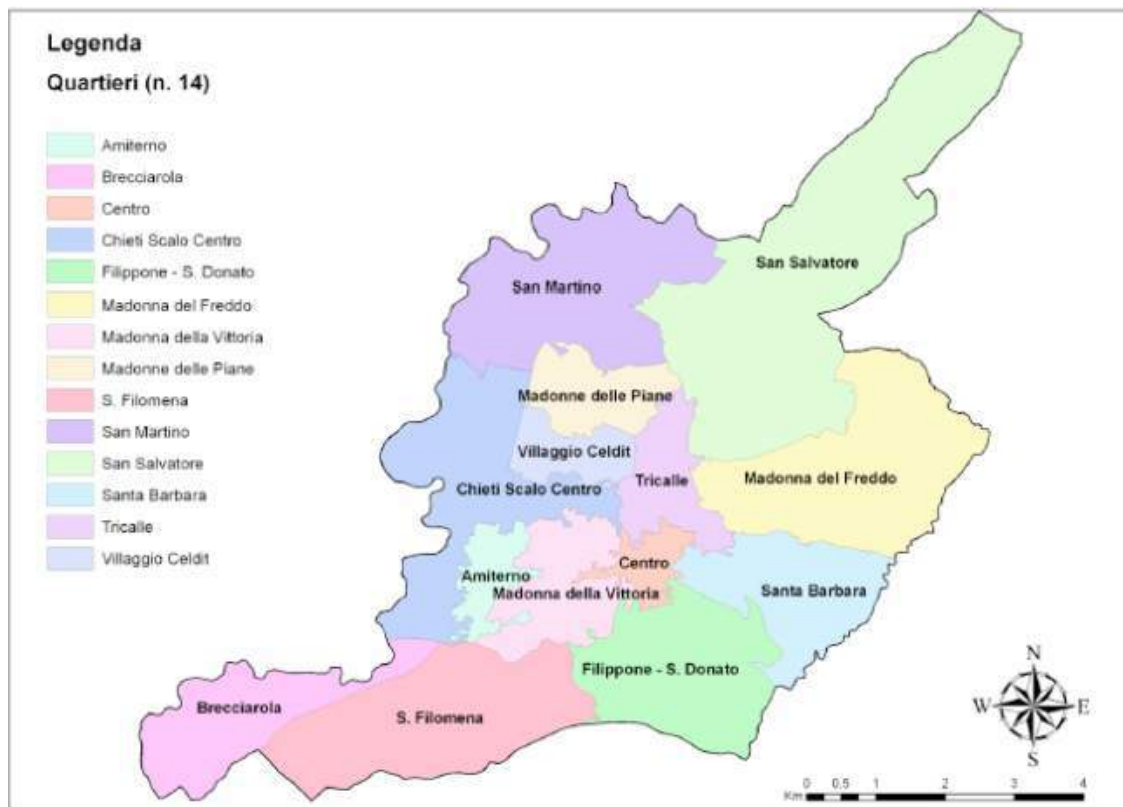 Legenda
Quartieri (n. 14)
Amiterno
Brecciarola
Centro
Chieti Scalo Centro
Filippone - S. Donato
Madonna del Freddo
Madonna della Vittoria
Madonne delle Piane
S. Filomena
San Martino
San Salvatore
Santa Barbara
Tricalle
Villaggio Celdit
San Salvatore
San Martino
Madonne delle Piane
Villaggio Celdit
Tricalle
Madonna del Freddo
Chieti Scalo Centro
Centro
Amiterno
Santa Barbara
Madonna della Vittoria
Filippone - S. Donato
Brecciarola
S. Filomena
N
W E
S
0 0,5 1 2 3 4
Km